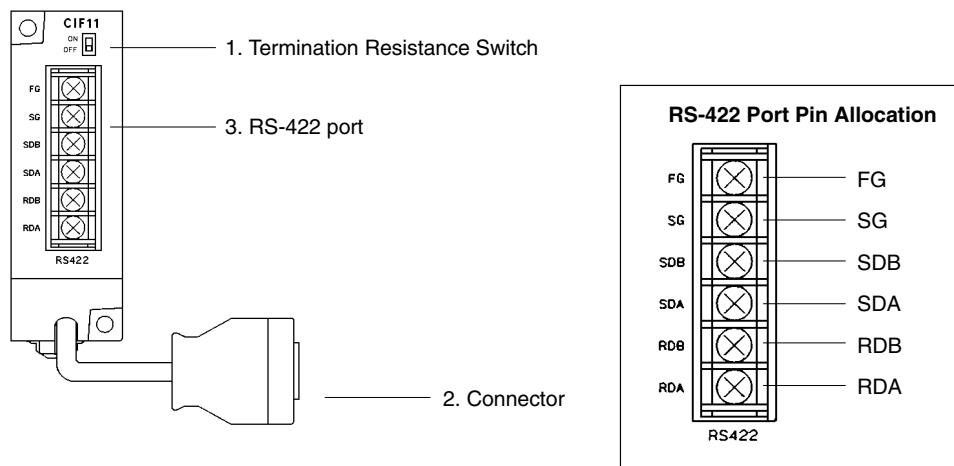 CIF11
ON
OFF
1. Termination Resistance Switch
FG
SG
SDB
SDA
RDB
RDA
3. RS-422 port
RS422
2. Connector
RS-422 Port Pin Allocation
FG FG
SG SG
SDB SDB
SDA SDA
RDB RDB
RDA RDA
RS422